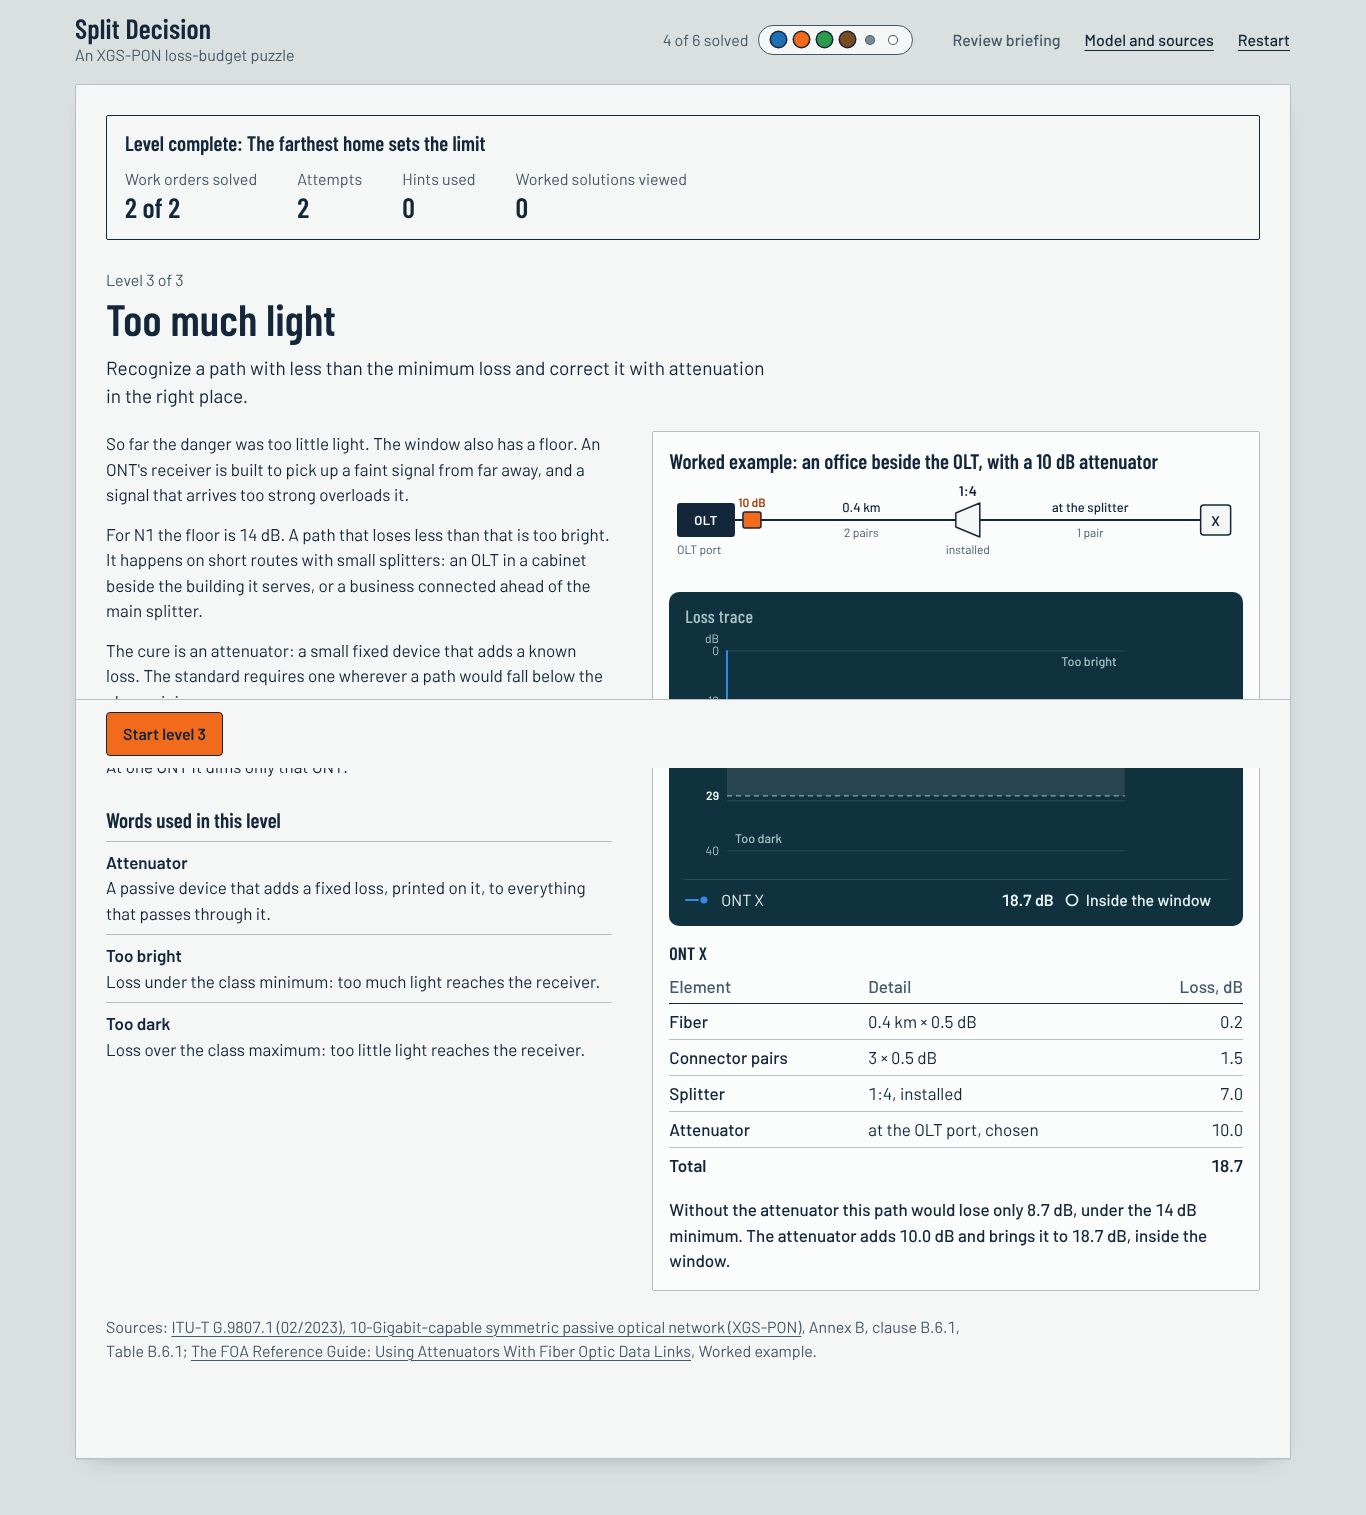 Split Decision
An XGS-PON loss-budget puzzle
4 of 6 solved
Review briefing
Model and sources
Restart
Level complete: The farthest home sets the limit
Work orders solved
2 of 2
Attempts
2
Hints used
0
Worked solutions viewed
0
Level 3 of 3
Too much light
Recognize a path with less than the minimum loss and correct it with attenuation
in the right place.
So far the danger was too little light. The window also has a floor. An
ONT's receiver is built to pick up a faint signal from far away, and a
signal that arrives too strong overloads it.
For N1 the floor is 14 dB. A path that loses less than that is too bright.
It happens on short routes with small splitters: an OLT in a cabinet
beside the building it serves, or a business connected ahead of the
main splitter.
The cure is an attenuator: a small fixed device that adds a known
loss. The standard requires one wherever a path would fall below the
Start level 3
At one ONT it dims only that ONT.
Words used in this level
Attenuator
A passive device that adds a fixed loss, printed on it, to everything
that passes through it.
Too bright
Loss under the class minimum: too much light reaches the receiver.
Too dark
Loss over the class maximum: too little light reaches the receiver.
Worked example: an office beside the OLT, with a 10 dB attenuator
OLT
OLT port
10 dB
0.4 km
2 pairs
1:4
installed
at the splitter
1 pair
X
Loss trace
dB
0
Too bright
29
Too dark
40
ONT X
18.7 dB
Inside the window
ONT X
Element Detail Loss, dB
Fiber 0.4 km × 0.5 dB 0.2
Connector pairs 3 × 0.5 dB 1.5
Splitter 1:4, installed 7.0
Attenuator at the OLT port, chosen 10.0
Total 18.7
Without the attenuator this path would lose only 8.7 dB, under the 14 dB
minimum. The attenuator adds 10.0 dB and brings it to 18.7 dB, inside the
window.
Sources: ITU-T G.9807.1 (02/2023), 10-Gigabit-capable symmetric passive optical network (XGS-PON), Annex B, clause B.6.1,
Table B.6.1; The FOA Reference Guide: Using Attenuators With Fiber Optic Data Links, Worked example.